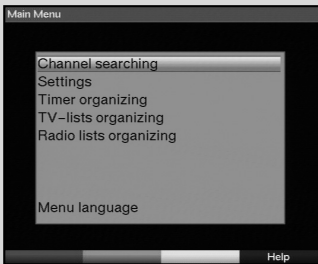 Main Menu
Channel searching
Settings
Timer organizing
TV-lists organizing
Radio lists organizing
Menu language
Help